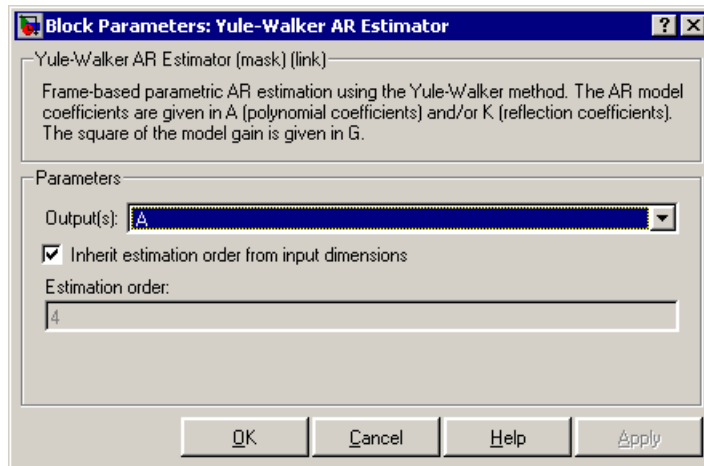 Block Parameters: Yule-Walker AR Estimator
Yule-Walker AR Estimator (mask) (link)
Frame-based parametric AR estimation using the Yule-Walker method. The AR model
coefficients are given in A (polynomial coefficients) and/or K (reflection coefficients).
The square of the model gain is given in G.
Parameters
Output(s): A
Inherit estimation order from input dimensions
Estimation order:
4
OK Cancel Help Apply